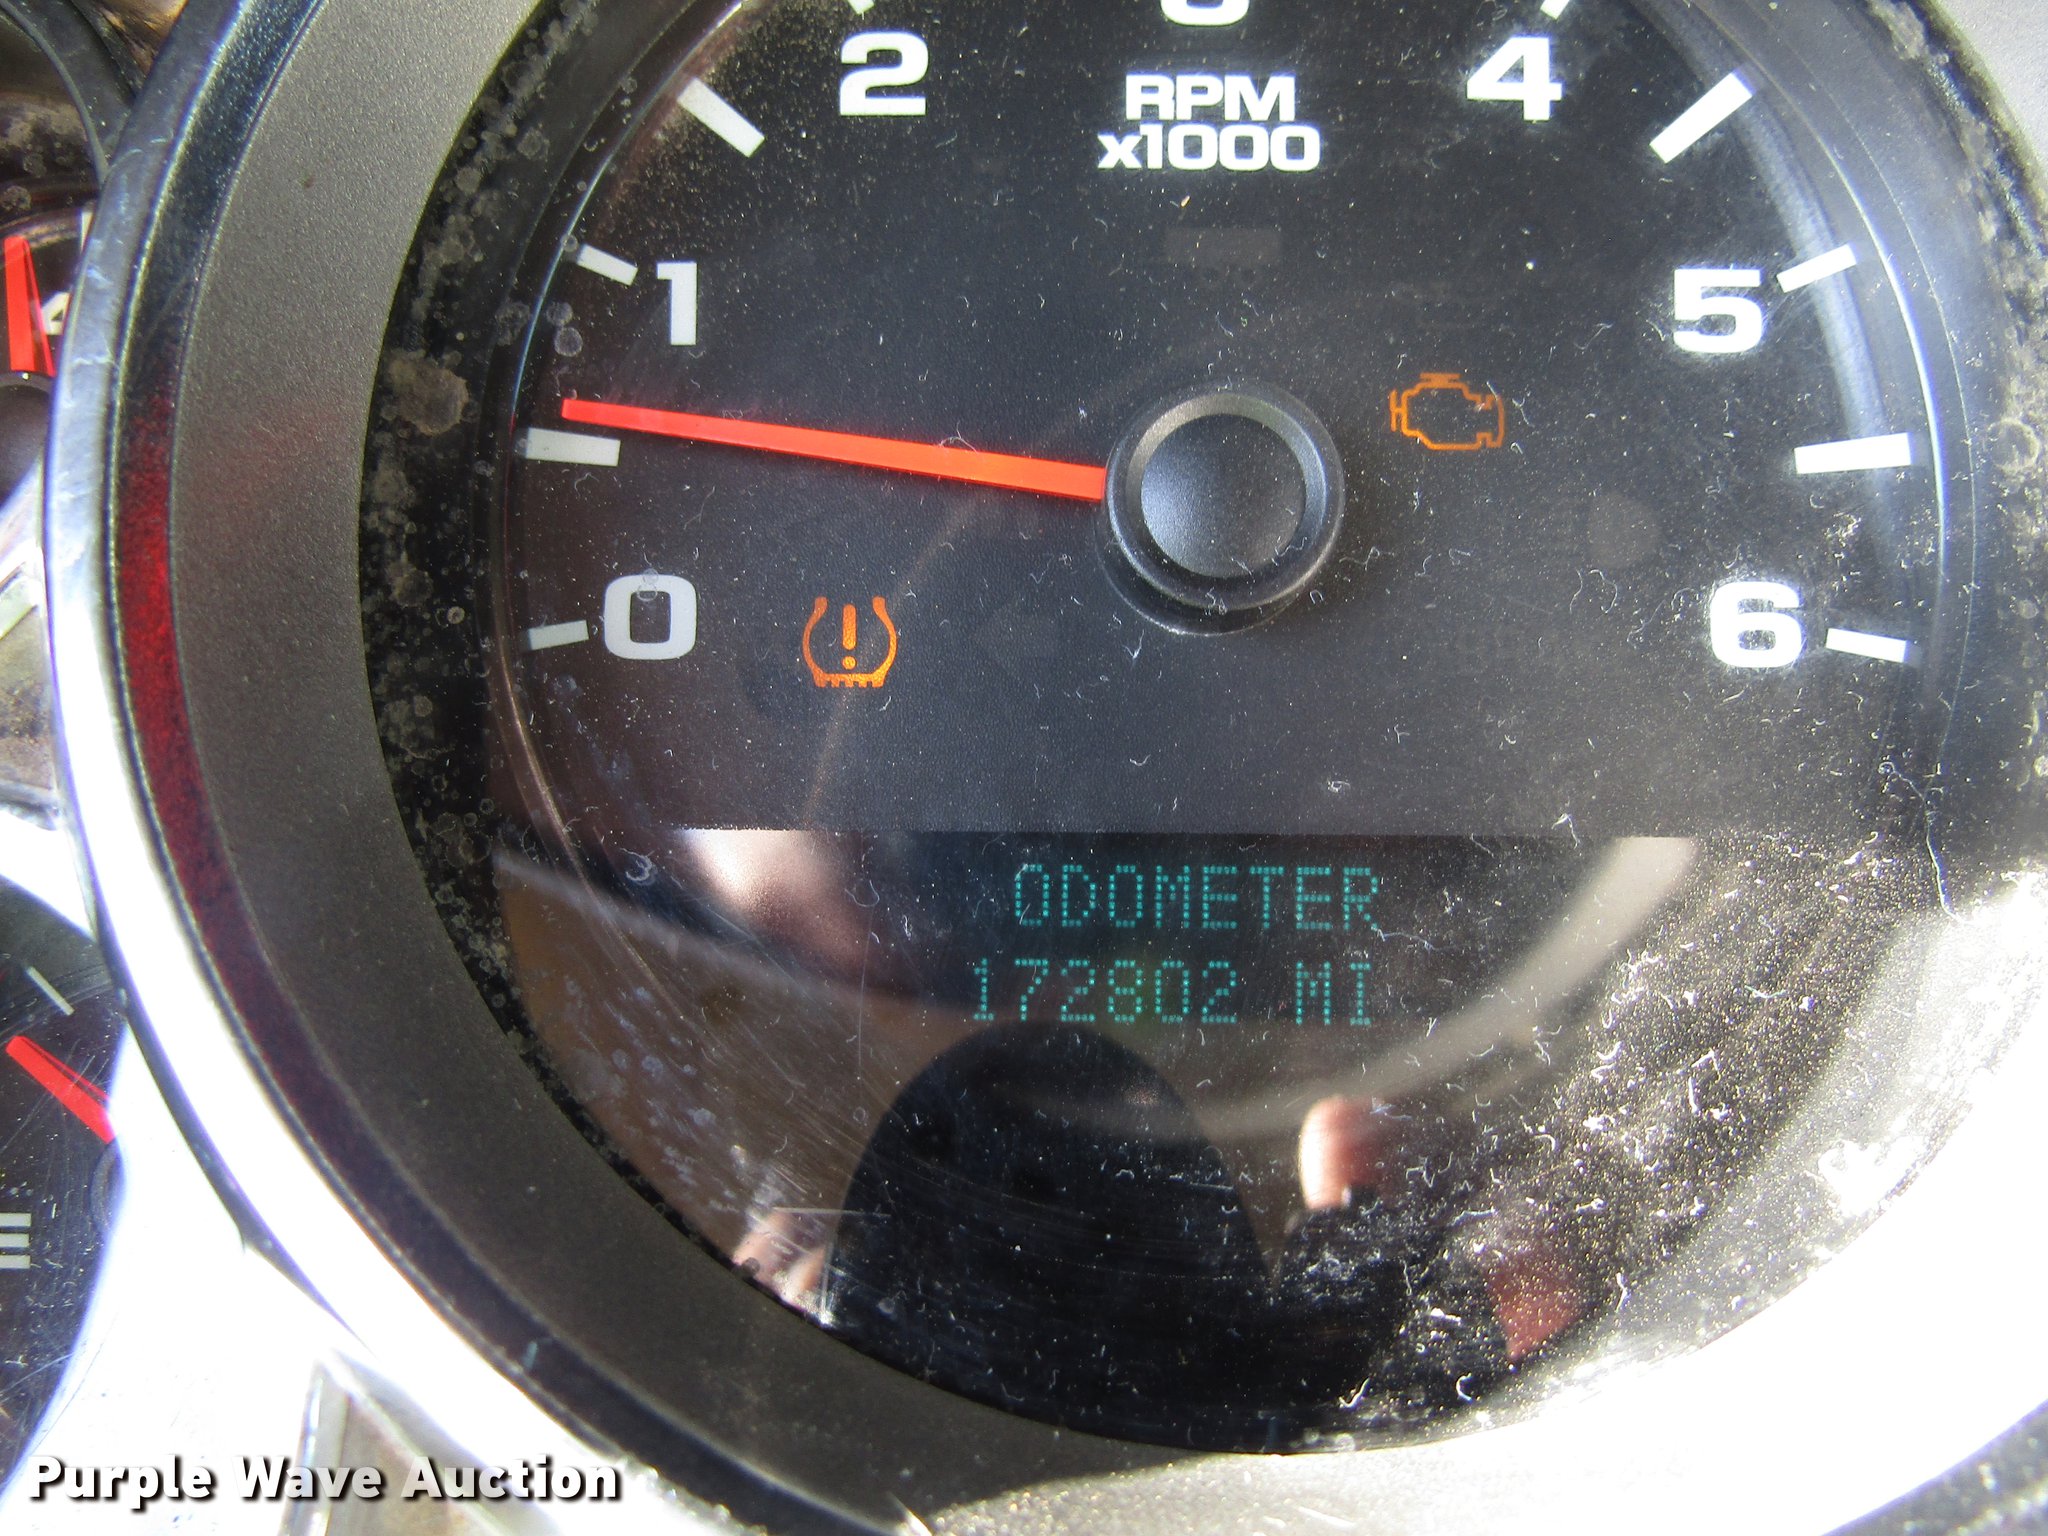 2
4
RPM
x1000
1
5
0
6
ODOMETER
172802 MI
Purple Wave Auction